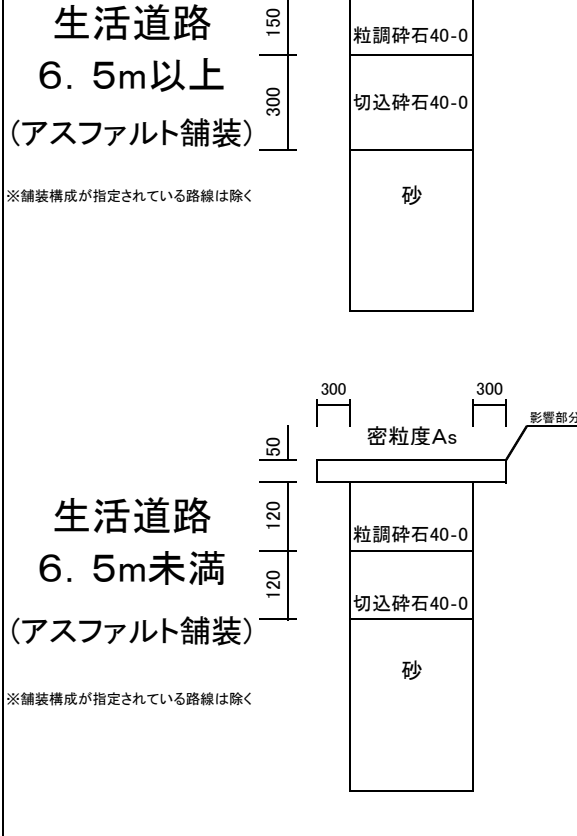 生活道路
6．5m以上
(アスファルト舗装)
※舗装構成が指定されている路線は除く
150
300
粒調砕石40-0
切込砕石40-0
砂
300
300
影響部分
密粒度As
50
120
120
生活道路
6．5m未満
(アスファルト舗装)
※舗装構成が指定されている路線は除く
粒調砕石40-0
切込砕石40-0
砂